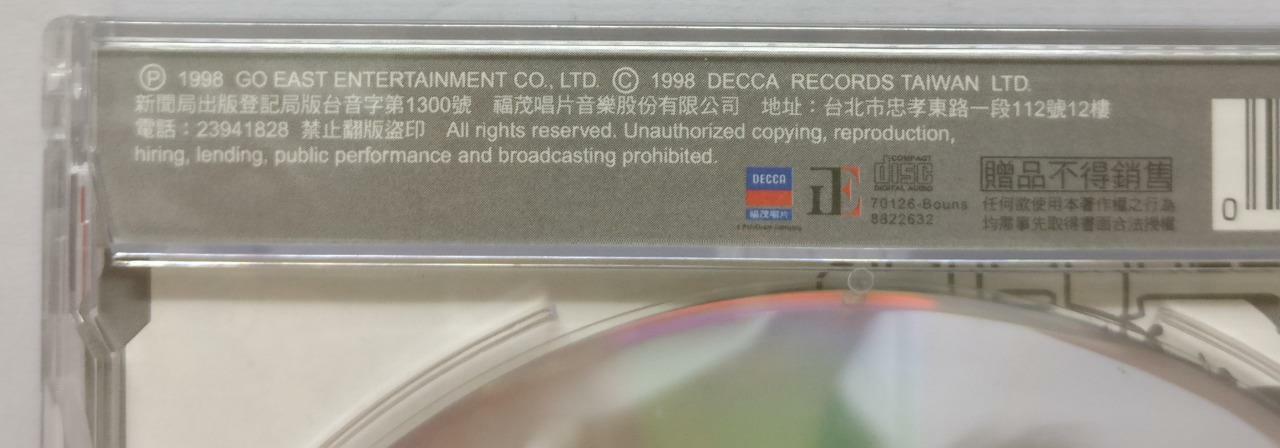 Ⓟ 1998 GO EAST ENTERTAINMENT CO., LTD. Ⓒ 1998 DECCA RECORDS TAIWAN LTD.
新聞局出版登記局版台音字第1300號 福茂唱片音樂股份有限公司 地址：台北市忠孝東路一段112號12樓
電話：23941828 禁止翻版盜印 All rights reserved. Unauthorized copying, reproduction,
hiring, lending, public performance and broadcasting prohibited.
DECCA
福茂唱片
COMPACT
disc
DIGITAL AUDIO
70126-Bouns
8822632
贈品不得銷售
任何欲使用本著作權之行為
均需事先取得書面合法授權
0